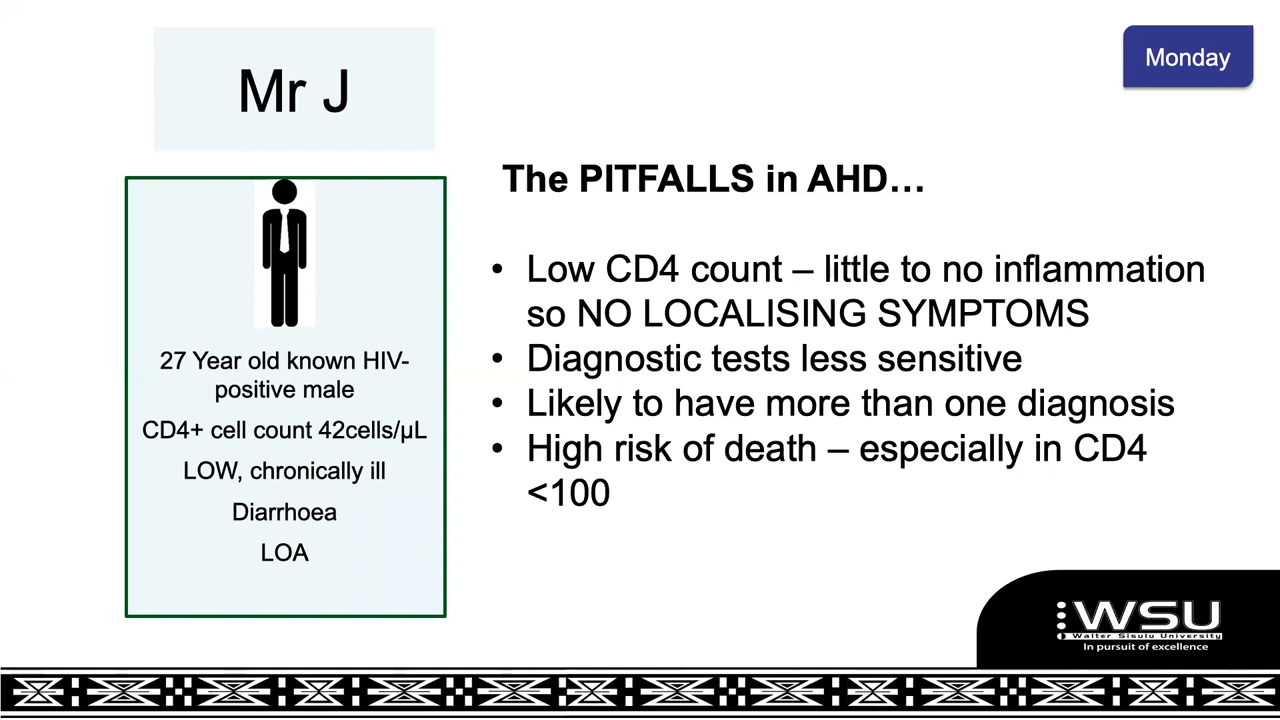 Mr J
Monday
27 Year old known HIV-
positive male
CD4+ cell count 42cells/µL
LOW, chronically ill
Diarrhoea
LOA
The PITFALLS in AHD…
• Low CD4 count – little to no inflammation
so NO LOCALISING SYMPTOMS
• Diagnostic tests less sensitive
• Likely to have more than one diagnosis
• High risk of death – especially in CD4
<100
WSU
Walter Sisulu University
In pursuit of excellence